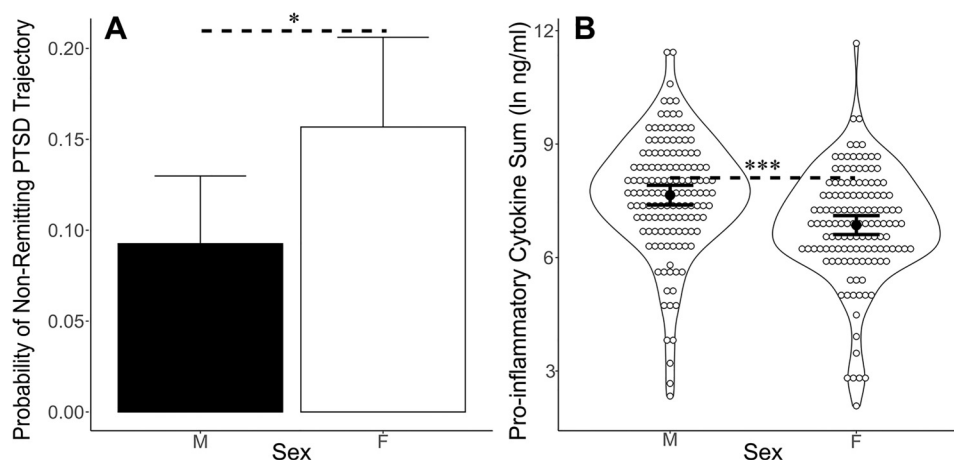 A
*
Probability of Non-Remitting PTSD Trajectory
0.20
0.15
0.10
0.05
0.00
M
F
Sex
B
***
Pro-inflammatory Cytokine Sum (ln ng/ml)
12
9
6
3
M
F
Sex